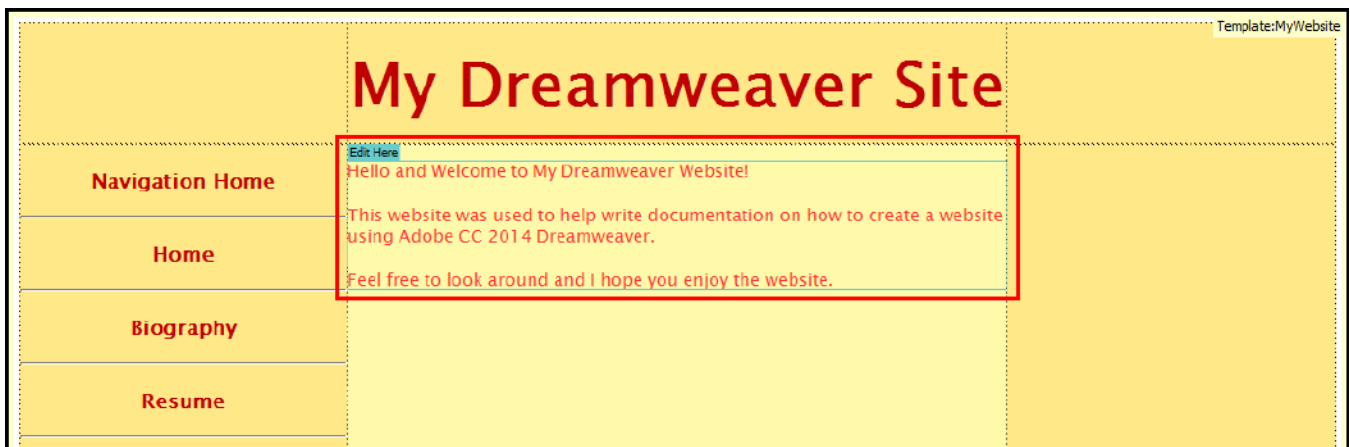 Template:MyWebsite
My Dreamweaver Site
Navigation Home
Home
Biography
Resume
Edit Here
Hello and Welcome to My Dreamweaver Website!
This website was used to help write documentation on how to create a website
using Adobe CC 2014 Dreamweaver.
Feel free to look around and I hope you enjoy the website.